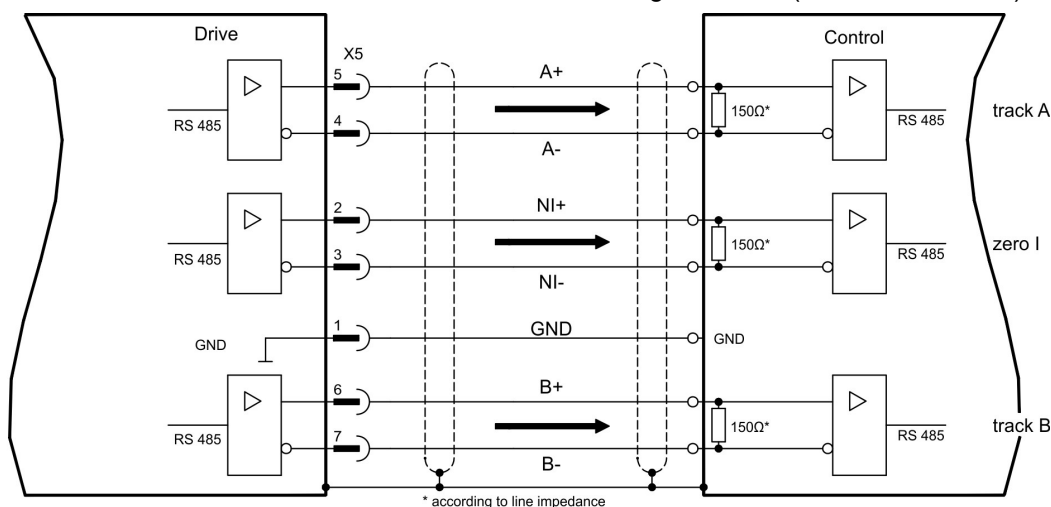 Drive
X5
Control
5
A+
150Ω*
track A
RS 485
RS 485
4
A-
2
NI+
150Ω*
zero I
RS 485
RS 485
3
NI-
1
GND
GND
GND
6
B+
150Ω*
track B
RS 485
RS 485
7
B-
* according to line impedance